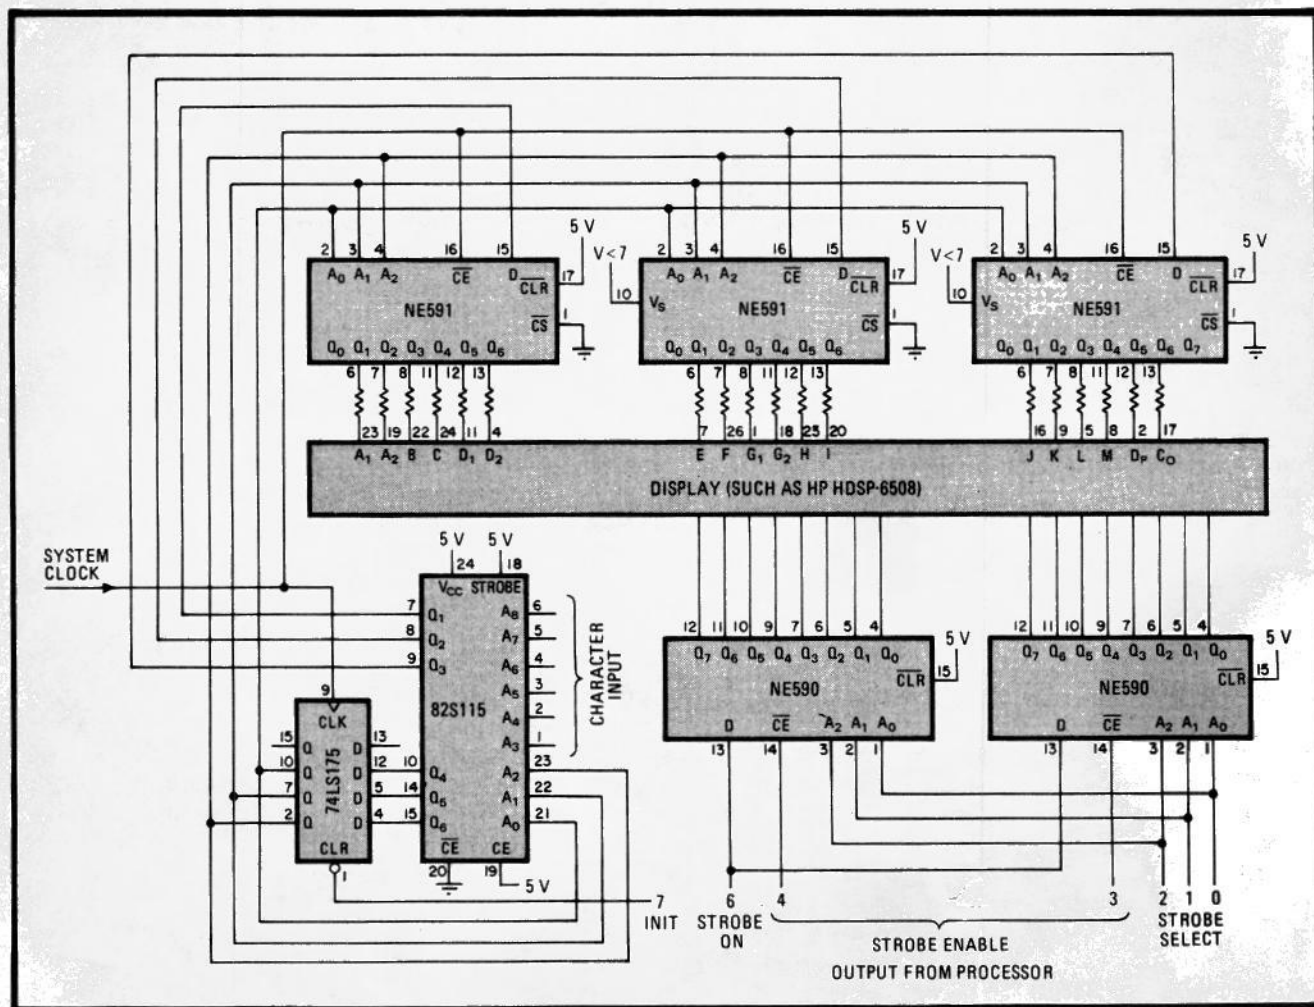 5 V
5 V
5 V
2 3 4 16 15
V<7
2 3 4 16 15
V<7
2 3 4 16 15
A0 A1 A2 CE D CLR 17
10 A0 A1 A2 CE D CLR 17
10 A0 A1 A2 CE D CLR 17
NE591
VS NE591
VS NE591
CS 1
CS 1
CS 1
Q0 Q1 Q2 Q3 Q4 Q5 Q6
Q0 Q1 Q2 Q3 Q4 Q5 Q6
Q0 Q1 Q2 Q3 Q4 Q5 Q6 Q7
6 7 8 11 12 13
6 7 8 11 12 13
6 7 8 11 12 13
23 19 22 24 11 4
7 26 1 18 25 20
16 9 5 8 2 17
A1 A2 B C D1 D2
E F G1 G2 H I
J K L M DP CO
DISPLAY (SUCH AS HP HDSP-6508)
SYSTEM
CLOCK
5 V 5 V
24 18
VCC STROBE
7 Q1 A8 6
8 Q2 A7 5
9 Q3 A6 4
A5 3
82S115 A4 2
A3 1
10 Q4 A2 23
14 Q5 A1 22
15 Q6 A0 21
CE CE
20 19
5 V
CHARACTER
INPUT
9
CLK
15 Q D 13
10 Q D 12
7 Q D 5
2 Q D 4
74LS175
CLR
1
12 11 10 9 7 6 5 4
12 11 10 9 7 6 5 4
5 V
5 V
Q7 Q6 Q5 Q4 Q3 Q2 Q1 Q0
Q7 Q6 Q5 Q4 Q3 Q2 Q1 Q0
CLR 15
CLR 15
NE590
NE590
D CE A2 A1 A0
D CE A2 A1 A0
13 14 3 2 1
13 14 3 2 1
7
INIT
6 4 3 2 1 0
STROBE
ON
STROBE
SELECT
STROBE ENABLE
OUTPUT FROM PROCESSOR